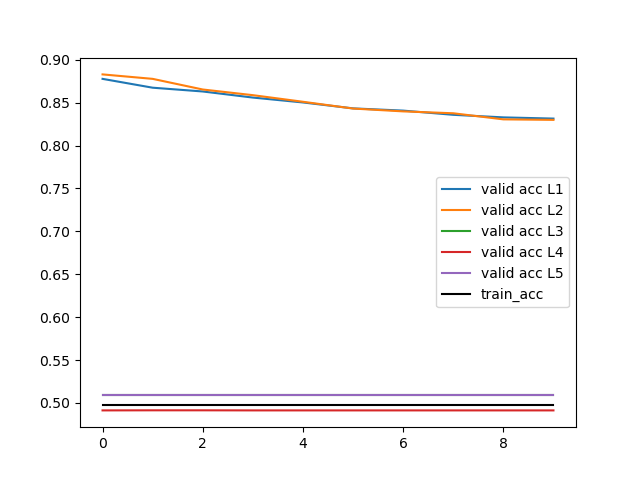 0.90
0.85
0.80
0.75
0.70
0.65
0.60
0.55
0.50
0 2 4 6 8
valid acc L1
valid acc L2
valid acc L3
valid acc L4
valid acc L5
train_acc